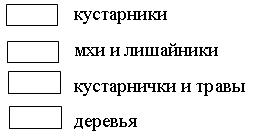 кустарники
мхи и лишайники
кустарнички и травы
деревья